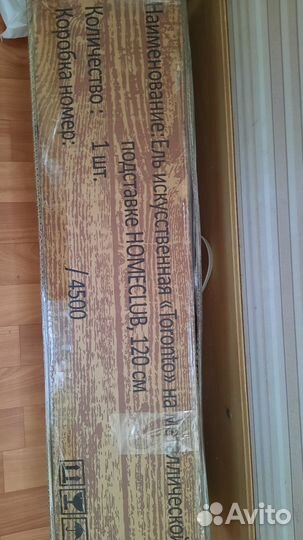 Наименование:Ель искусственная «Toronto» на металлической
подставке HOMECLUB, 120 см
Количество : 1 шт.
Коробка номер: /4500
Avito